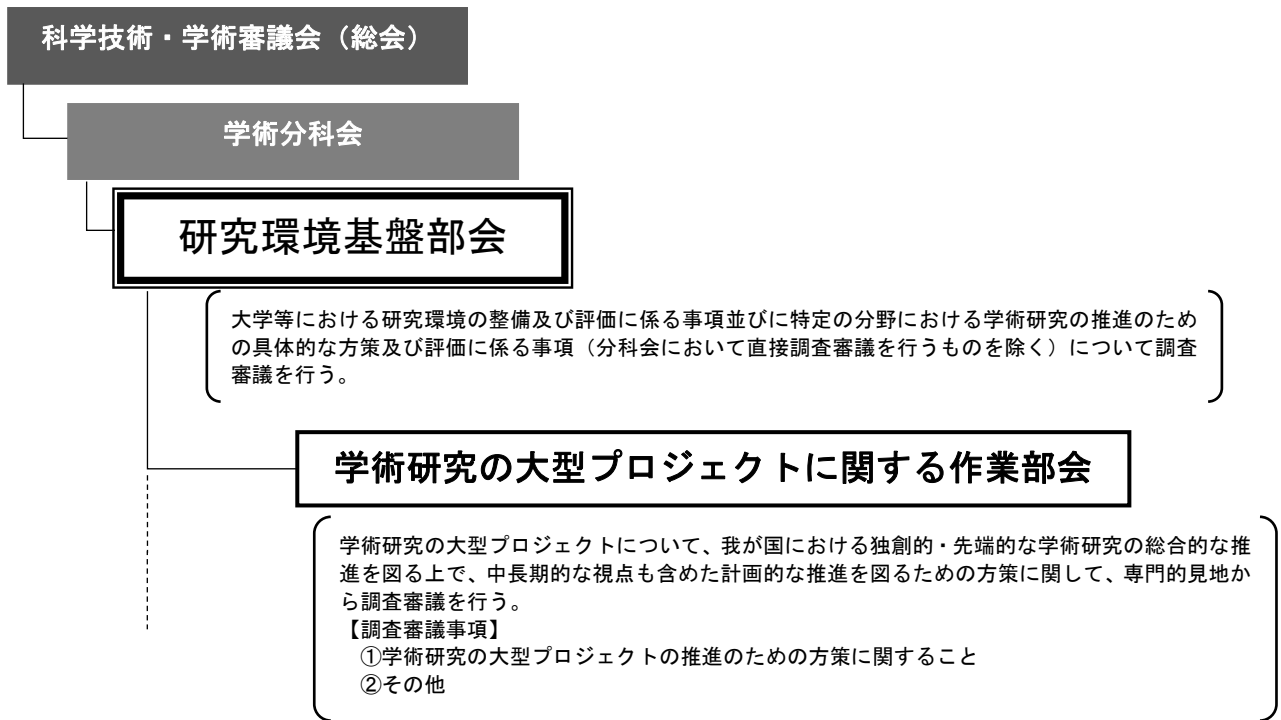 科学技術・学術審議会（総会）
学術分科会
研究環境基盤部会
大学等における研究環境の整備及び評価に係る事項並びに特定の分野における学術研究の推進のため
の具体的な方策及び評価に係る事項（分科会において直接調査審議を行うものを除く）について調査
審議を行う。
学術研究の大型プロジェクトに関する作業部会
学術研究の大型プロジェクトについて、我が国における独創的・先端的な学術研究の総合的な推
進を図る上で、中長期的な視点も含めた計画的な推進を図るための方策に関して、専門的見地か
ら調査審議を行う。
【調査審議事項】
①学術研究の大型プロジェクトの推進のための方策に関すること
②その他